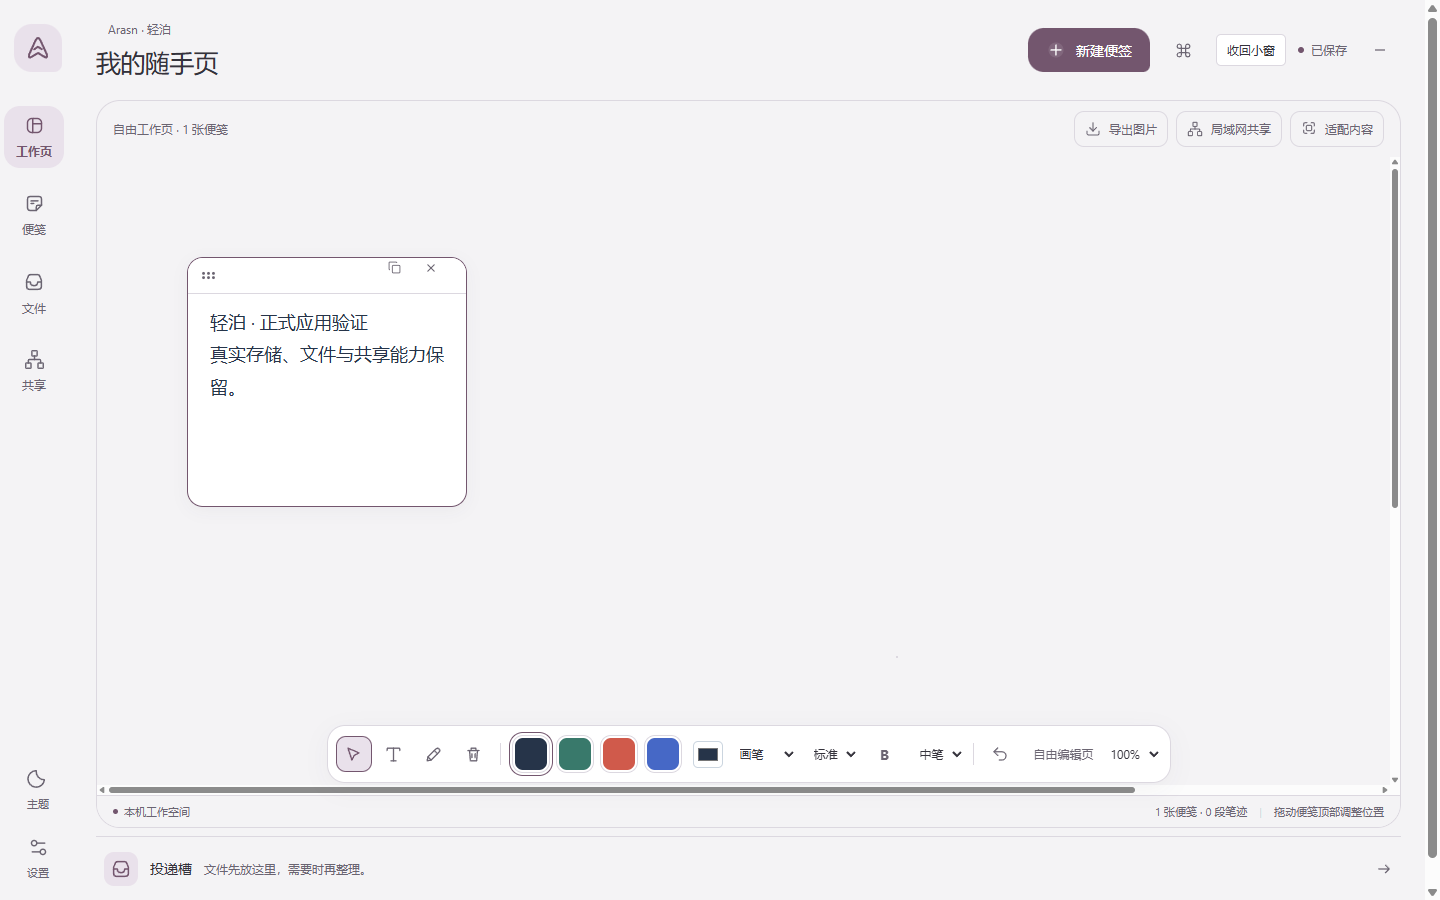 Arasn · 轻泊
我的随手页
新建便签
收回小窗
已保存
工作页
便笺
文件
共享
主题
设置
自由工作页 · 1 张便笺
导出图片
局域网共享
适配内容
轻泊 · 正式应用验证
真实存储、文件与共享能力保
留。
画笔
标准
B
中笔
自由编辑页
100%
本机工作空间
1 张便笺 · 0 段笔迹
拖动便笺顶部调整位置
投递槽
文件先放这里，需要时再整理。